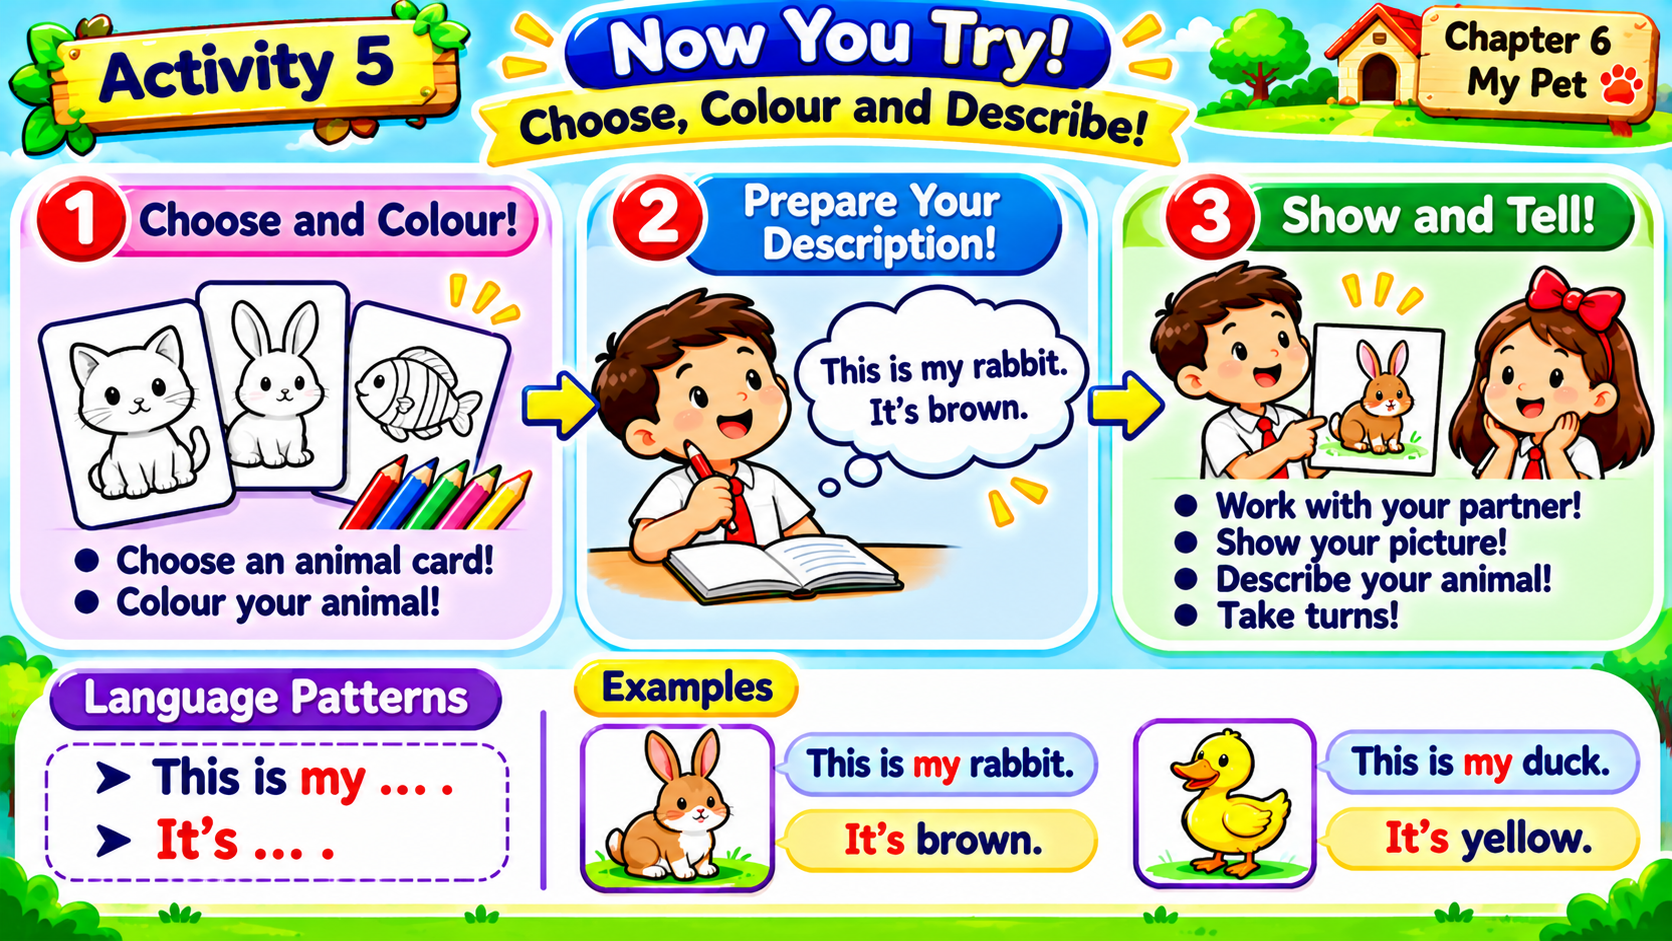 Activity 5
Now You Try!
Choose, Colour and Describe!
Chapter 6
My Pet
1
Choose and Colour!
● Choose an animal card!
● Colour your animal!
2
Prepare Your
Description!
This is my rabbit.
It's brown.
3
Show and Tell!
● Work with your partner!
● Show your picture!
● Describe your animal!
● Take turns!
Language Patterns
➤ This is my ... .
➤ It's ... .
Examples
This is my rabbit.
It's brown.
This is my duck.
It's yellow.